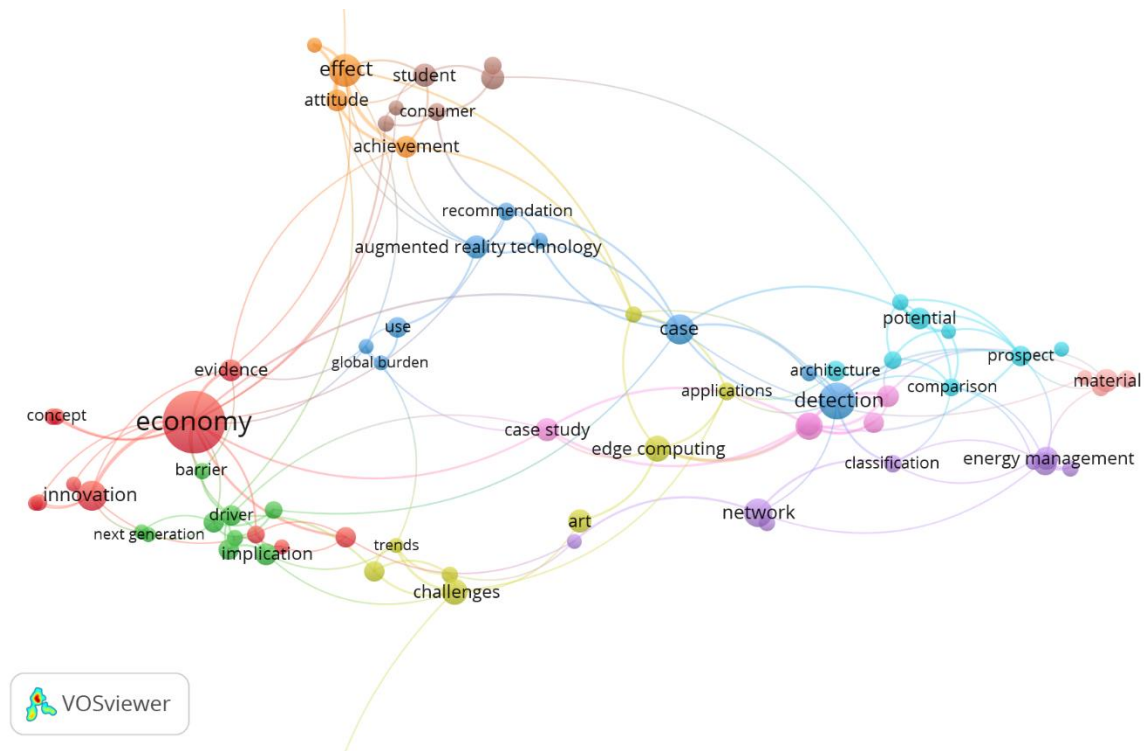 effect
student
attitude
consumer
achievement
recommendation
augmented reality technology
use
case
potential
global burden
evidence
architecture
prospect
applications
comparison
material
concept
economy
detection
case study
edge computing
barrier
classification
energy management
innovation
driver
network
art
next generation
implication
trends
challenges
VOSviewer